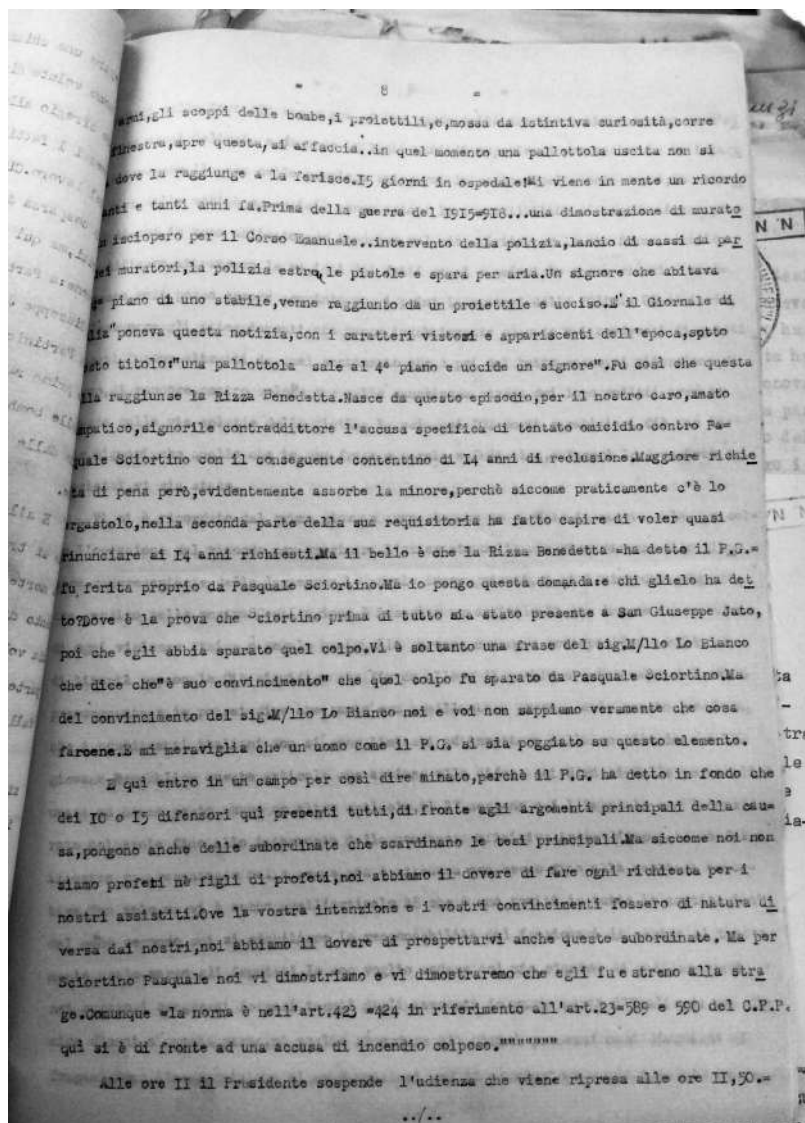 = 8 =
armi,gli scoppi delle bombe,i proiettili,e,mossa da istintiva curiosità,corre
finestra,apre questa,si affaccia..in quel momento una pallottola uscita non si
dove la raggiunge a la ferisce.I5 giorni in ospedale!Mi viene in mente un ricordo
anti e tanti anni fa.Prima della guerra del 1915=918...una dimostrazione di murato
isciopero per il Corso Emanuele..intervento della polizia,lancio di sassi da par
dei muratori,la polizia estrae le pistole e spara per aria.Un signore che abitava
piano di uno stabile,venne raggiunto da un proiettile e ucciso.E'il Giornale di
lia"poneva questa notizia,con i caratteri vistosi e appariscenti dell'epoca,sotto
sto titolo:"una pallottola sale al 4° piano e uccide un signore".Fu così che questa
lla raggiunse la Rizza Benedetta.Nasce da questo episodio,per il nostro caro,amato
mpatico,signorile contraddittore l'accusa specifica di tentato omicidio contro Pa=
quale Sciortino con il conseguente contentino di I4 anni di reclusione.Maggiore richie
ta di pena però,evidentemente assorbe la minore,perchè siccome praticamente c'è lo
ergastolo,nella seconda parte della sua requisitoria ha fatto capire di voler quasi
rinunciare ai I4 anni richiesti.Ma il bello è che la Rizza Benedetta =ha detto il P.G.=
fu ferita proprio da Pasquale Sciortino.Ma io pongo questa domanda:e chi glielo ha det
to?Dove è la prova che Sciortino prima di tutto sia stato presente a San Giuseppe Jato,
poi che egli abbia sparato quel colpo.Vi è soltanto una frase del sig.M/llo Lo Bianco
che dice che"è suo convincimento" che quel colpo fu sparato da Pasquale Sciortino.Ma
del convincimento del sig.M/llo Lo Bianco noi e voi non sappiamo veramente che cosa
farcene.E mi meraviglia che un uomo come il P.G. si sia poggiato su questo elemento.
E quì entro in un campo per così dire minato,perchè il P.G. ha detto in fondo che
dei I0 o I5 difensori quì presenti tutti,di fronte agli argomenti principali della cau=
sa,pongono anche delle subordinate che scardinano le tesi principali.Ma siccome noi non
siamo profeti nè figli di profeti,noi abbiamo il dovere di fare ogni richiesta per i
nostri assistiti.Ove la vostra intenzione e i vostri convincimenti fossero di natura di
versa dai nostri,noi abbiamo il dovere di prospettarvi anche queste subordinate. Ma per
Sciortino Pasquale noi vi dimostriamo e vi dimostraremo che egli fu e streno alla stra
ge.Comunque =la norma è nell'art.423 =424 in riferimento all'art.23=589 e 590 del C.P.P.
quì si è di fronte ad una accusa di incendio colposo."""""""
Alle ore II il Presidente sospende l'udienza che viene ripresa alle ore II,50.=
../..